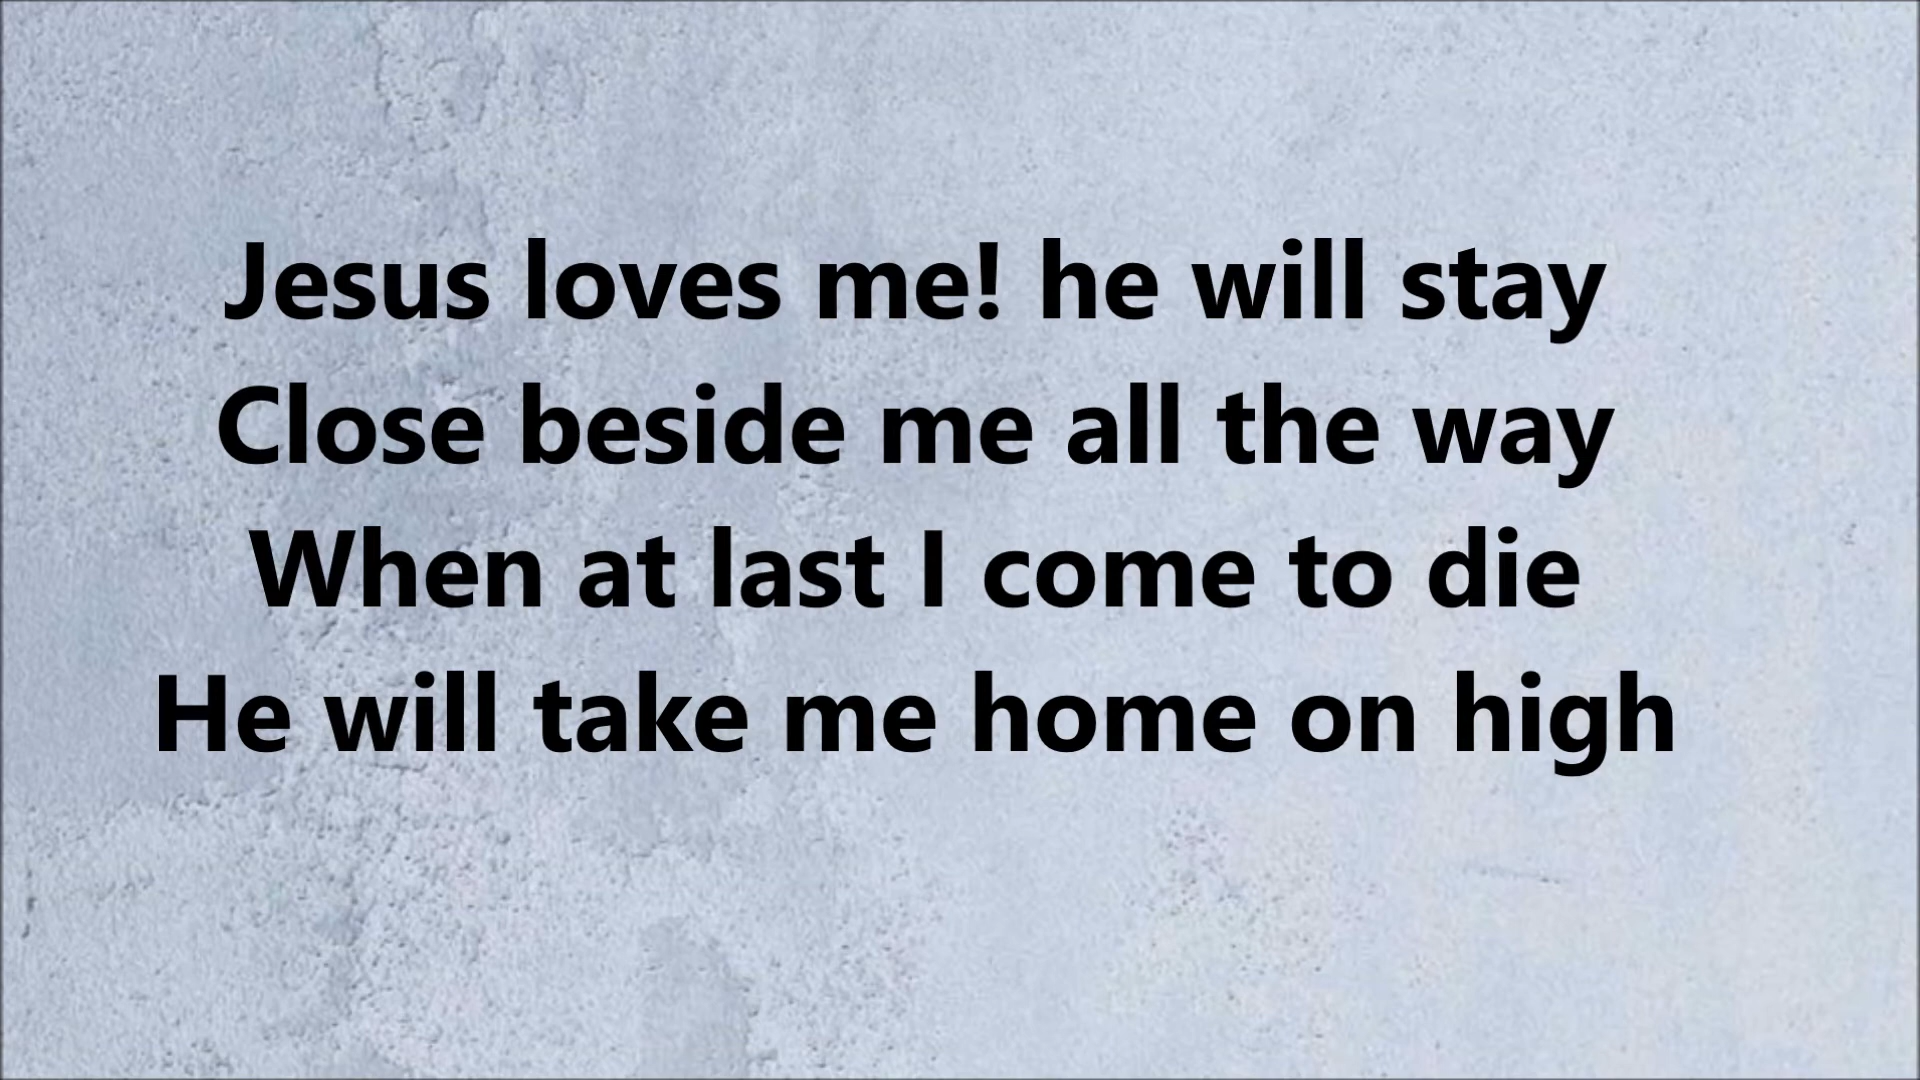 Jesus loves me! he will stay
Close beside me all the way
When at last I come to die
He will take me home on high